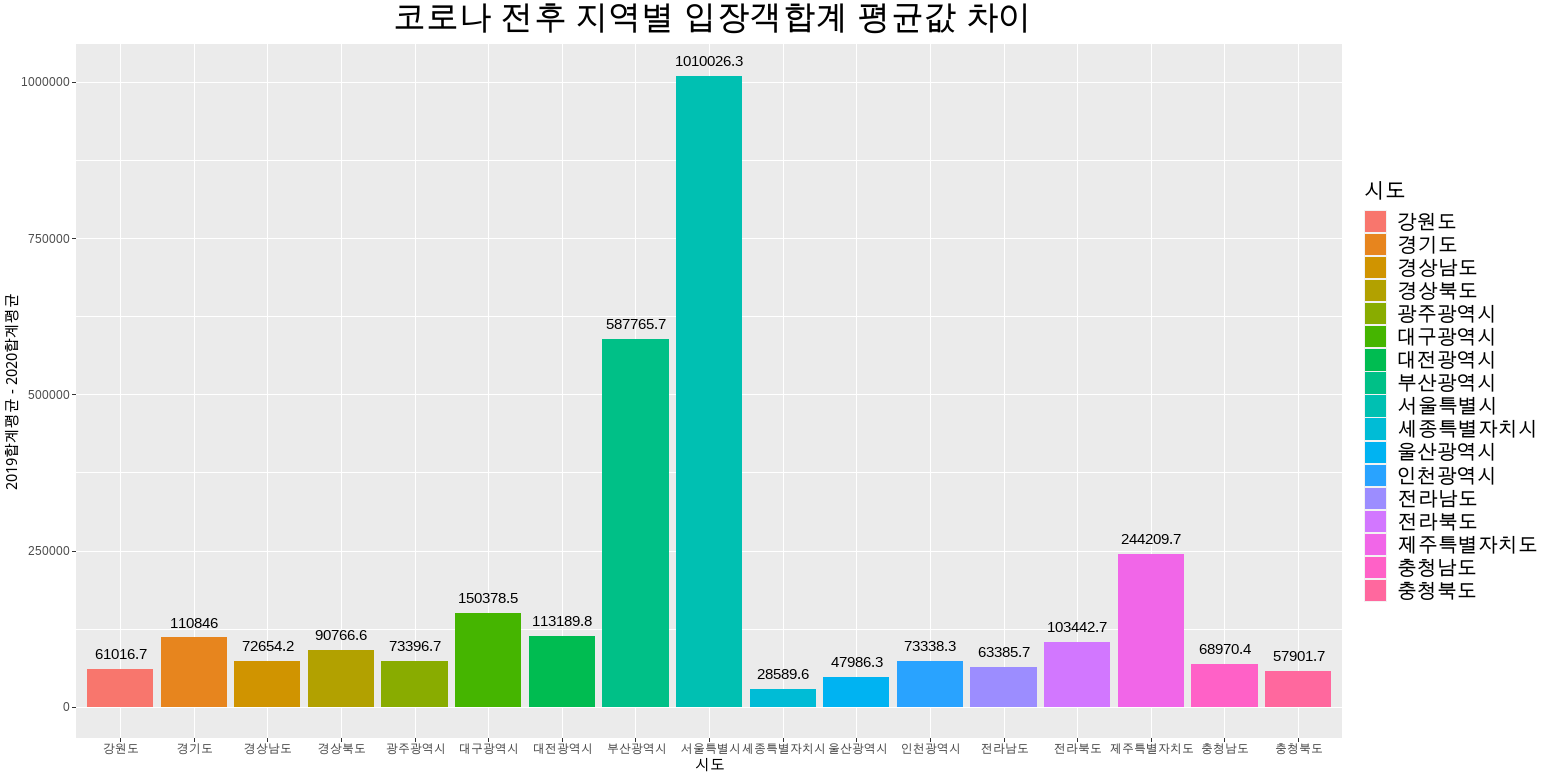 코로나 전후 지역별 입장객합계 평균값 차이
2019합계평균 - 2020합계평균
1000000
750000
500000
250000
0
61016.7
110846
72654.2
90766.6
73396.7
150378.5
113189.8
587765.7
1010026.3
28589.6
47986.3
73338.3
63385.7
103442.7
244209.7
68970.4
57901.7
강원도
경기도
경상남도
경상북도
광주광역시
대구광역시
대전광역시
부산광역시
서울특별시
세종특별자치시
울산광역시
인천광역시
전라남도
전라북도
제주특별자치도
충청남도
충청북도
시도
시도
강원도
경기도
경상남도
경상북도
광주광역시
대구광역시
대전광역시
부산광역시
서울특별시
세종특별자치시
울산광역시
인천광역시
전라남도
전라북도
제주특별자치도
충청남도
충청북도